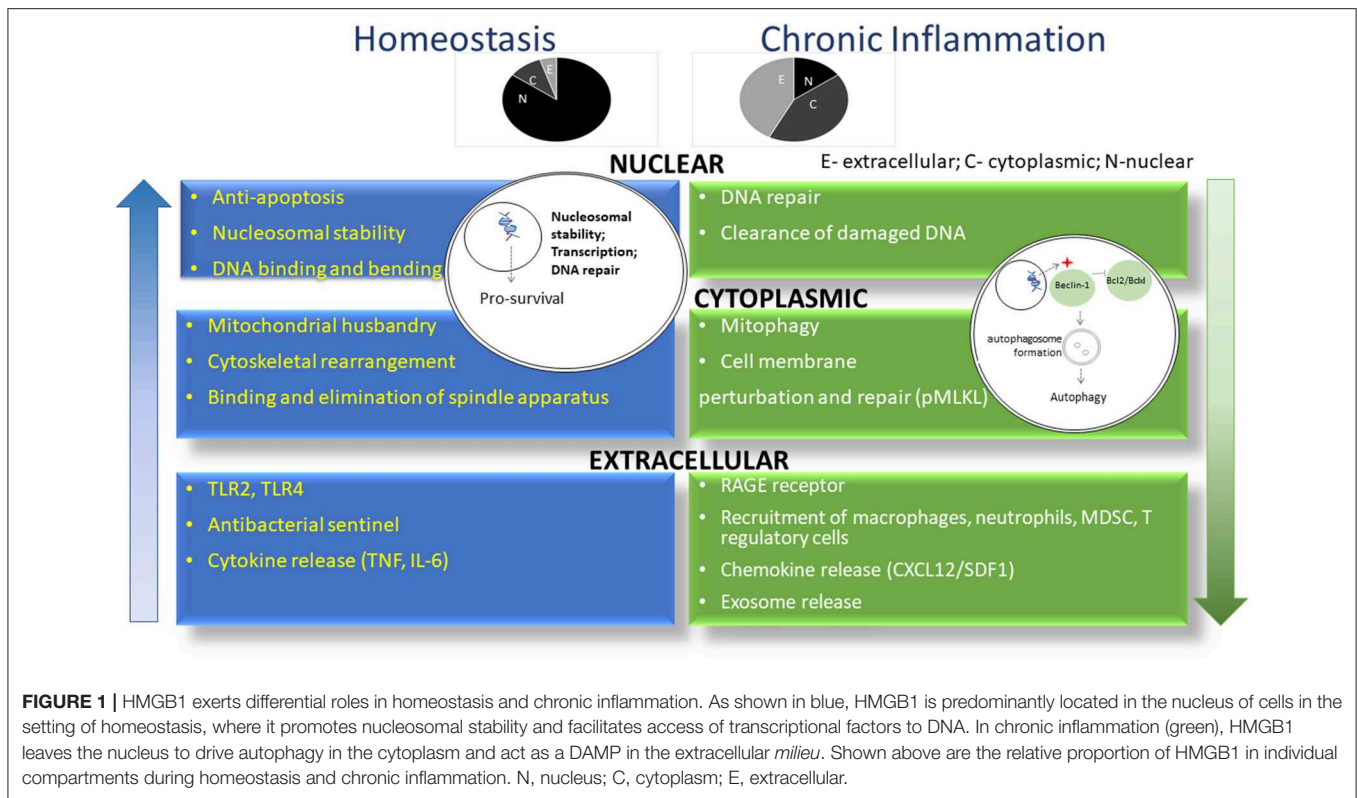 Homeostasis
Chronic Inflammation
E
C
N
E
N
C
NUCLEAR
E- extracellular; C- cytoplasmic; N-nuclear
• Anti-apoptosis
• Nucleosomal stability
• DNA binding and bending
Nucleosomal
stability;
Transcription;
DNA repair
Pro-survival
• DNA repair
• Clearance of damaged DNA
Beclin-1
Bcl2/Bclxl
autophagosome
formation
Autophagy
CYTOPLASMIC
• Mitochondrial husbandry
• Cytoskeletal rearrangement
• Binding and elimination of spindle apparatus
• Mitophagy
• Cell membrane
perturbation and repair (pMLKL)
EXTRACELLULAR
• TLR2, TLR4
• Antibacterial sentinel
• Cytokine release (TNF, IL-6)
• RAGE receptor
• Recruitment of macrophages, neutrophils, MDSC, T
regulatory cells
• Chemokine release (CXCL12/SDF1)
• Exosome release
FIGURE 1 | HMGB1 exerts differential roles in homeostasis and chronic inflammation. As shown in blue, HMGB1 is predominantly located in the nucleus of cells in the
setting of homeostasis, where it promotes nucleosomal stability and facilitates access of transcriptional factors to DNA. In chronic inflammation (green), HMGB1
leaves the nucleus to drive autophagy in the cytoplasm and act as a DAMP in the extracellular milieu. Shown above are the relative proportion of HMGB1 in individual
compartments during homeostasis and chronic inflammation. N, nucleus; C, cytoplasm; E, extracellular.